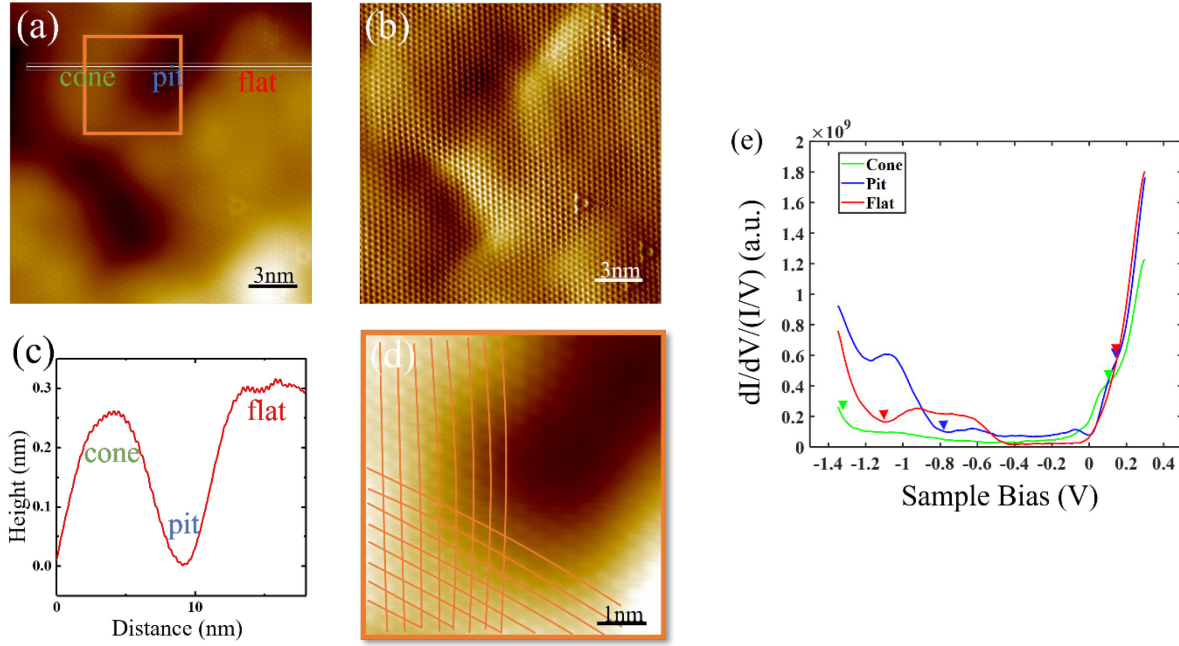 (a)
cone pit flat
3nm
(b)
3nm
(c)
Height (nm)
0.3
0.2
0.1
0.0
cone
pit
flat
0 10
Distance (nm)
(d)
1nm
(e)
×10⁹
dI/dV/(I/V) (a.u.)
2
1.8
1.6
1.4
1.2
1
0.8
0.6
0.4
0.2
0
Cone
Pit
Flat
-1.4 -1.2 -1 -0.8 -0.6 -0.4 -0.2 0 0.2 0.4
Sample Bias (V)